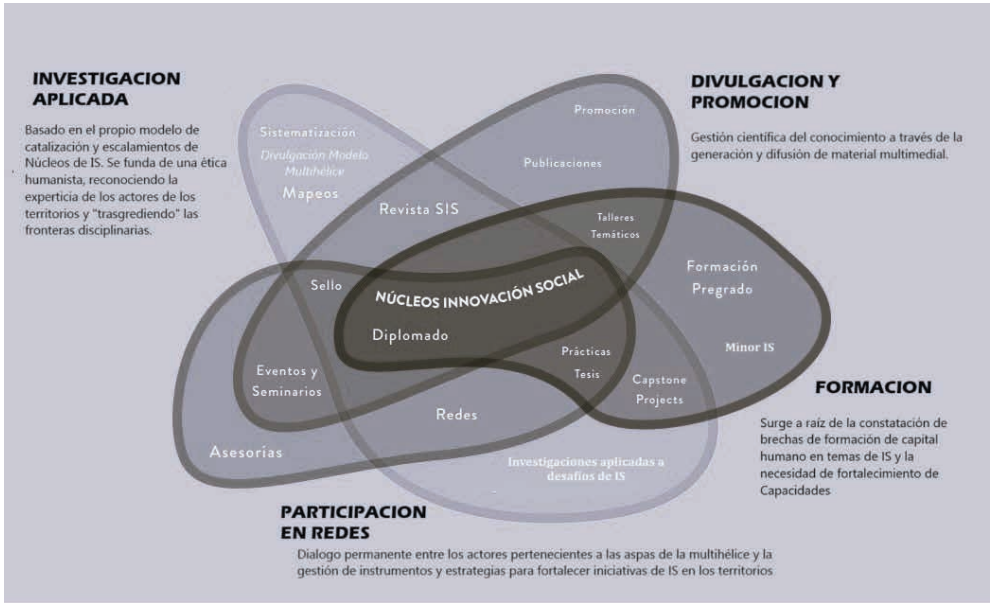 INVESTIGACION
APLICADA
Basado en el propio modelo de
catalización y escalamientos de
Núcleos de IS. Se funda de una ética
humanista, reconociendo la
experticia de los actores de los
territorios y "trasgrediendo" las
fronteras disciplinarias.
DIVULGACION Y
PROMOCION
Gestión científica del conocimiento a través de la
generación y difusión de material multimedial.
Sistematización
Divulgación Modelo
Multihélice
Mapeos
Promoción
Publicaciones
Revista SIS
Talleres
Temáticos
Formación
Pregrado
Minor IS
Sello
NÚCLEOS INNOVACIÓN SOCIAL
Diplomado
Prácticas
Tesis
Capstone
Projects
Eventos y
Seminarios
Redes
Asesorías
Investigaciones aplicadas a
desafíos de IS
FORMACION
Surge a raíz de la constatación de
brechas de formación de capital
humano en temas de IS y la
necesidad de fortalecimiento de
Capacidades
PARTICIPACION
EN REDES
Dialogo permanente entre los actores pertenecientes a las aspas de la multihélice y la
gestión de instrumentos y estrategias para fortalecer iniciativas de IS en los territorios